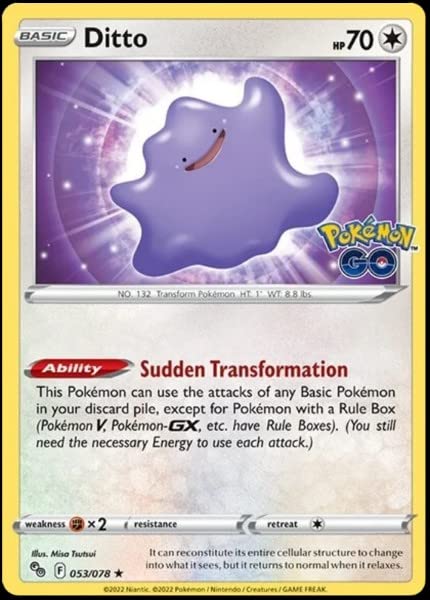 BASIC Ditto HP70
Pokémon
GO
NO. 132 Transform Pokémon HT: 1' WT: 8.8 lbs.
Ability Sudden Transformation
This Pokémon can use the attacks of any Basic Pokémon
in your discard pile, except for Pokémon with a Rule Box
(Pokémon V, Pokémon-GX, etc. have Rule Boxes). (You still
need the necessary Energy to use each attack.)
weakness ×2 resistance retreat
Illus. Misa Tsutsui
F 053/078 ★
It can reconstitute its entire cellular structure to change
into what it sees, but it returns to normal when it relaxes.
©2022 Niantic. ©2022 Pokémon / Nintendo / Creatures / GAME FREAK.